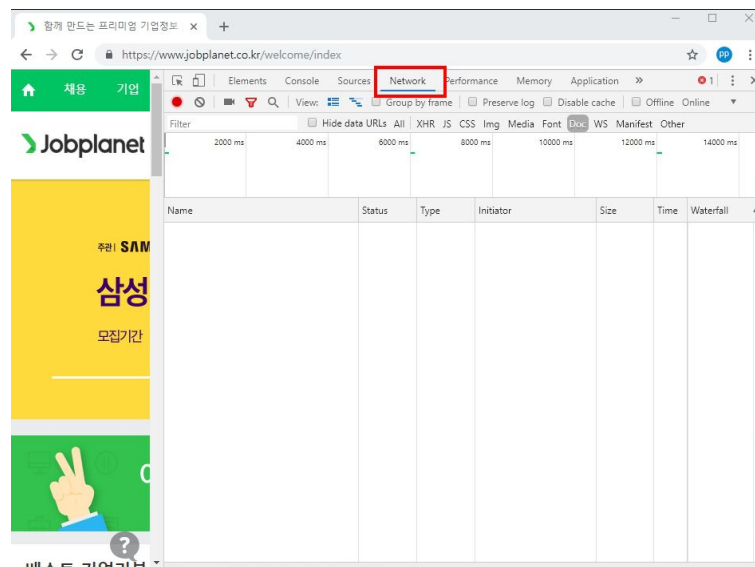 함께 만드는 프리미엄 기업정보
https://www.jobplanet.co.kr/welcome/index
PP
채용 기업
Elements Console Sources Network Performance Memory Application » 1
View: Group by frame Preserve log Disable cache Offline Online
Filter Hide data URLs All XHR JS CSS Img Media Font Doc WS Manifest Other
Jobplanet
2000 ms 4000 ms 6000 ms 8000 ms 10000 ms 12000 ms 14000 ms
Name Status Type Initiator Size Time Waterfall
주관 SAM
삼성
모집기간
?